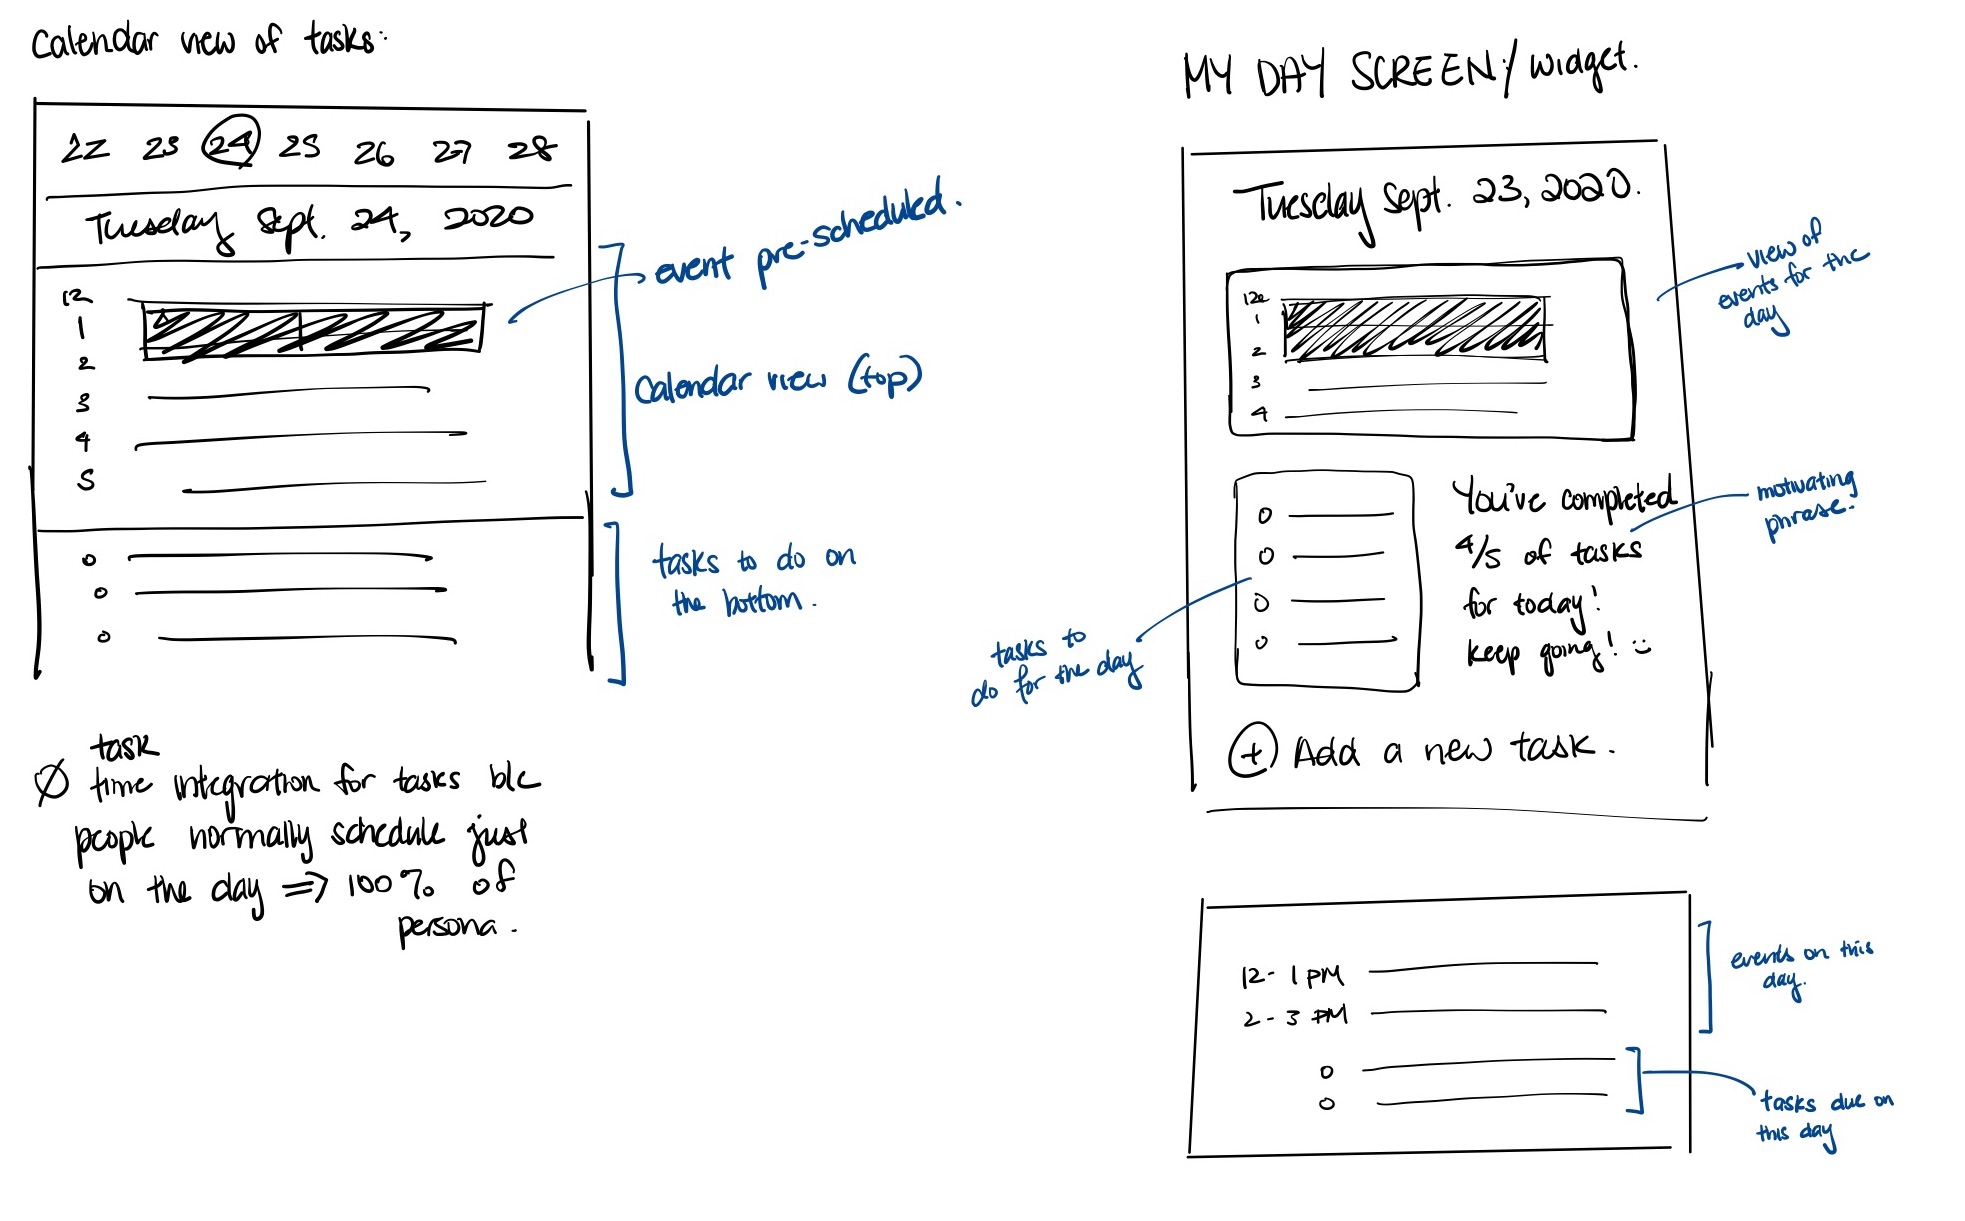 Calendar view of tasks:
22 23 24 25 26 27 28
Tuesday Sept. 24, 2020
12
1
2
3
4
5
event pre-scheduled.
Calendar view (top)
tasks to do on
the bottom.
task
Ø time integration for tasks b/c
people normally schedule just
on the day ⇒ 100% of
persona.
MY DAY SCREEN/widget.
Tuesday Sept. 23, 2020.
12
1
2
3
4
view of
events for the
day
You've completed
4/5 of tasks
for today!
keep going! :)
motivating
phrase.
tasks to
do for the day
+ Add a new task.
12-1 PM
2-3 PM
events on this
day.
tasks due on
this day